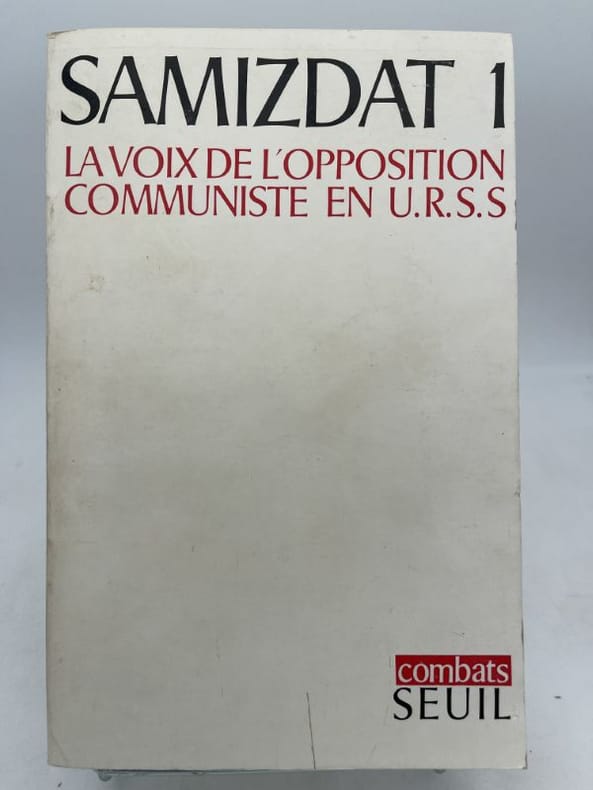 SAMIZDAT 1
LA VOIX DE L'OPPOSITION
COMMUNISTE EN U.R.S.S
combats
SEUIL